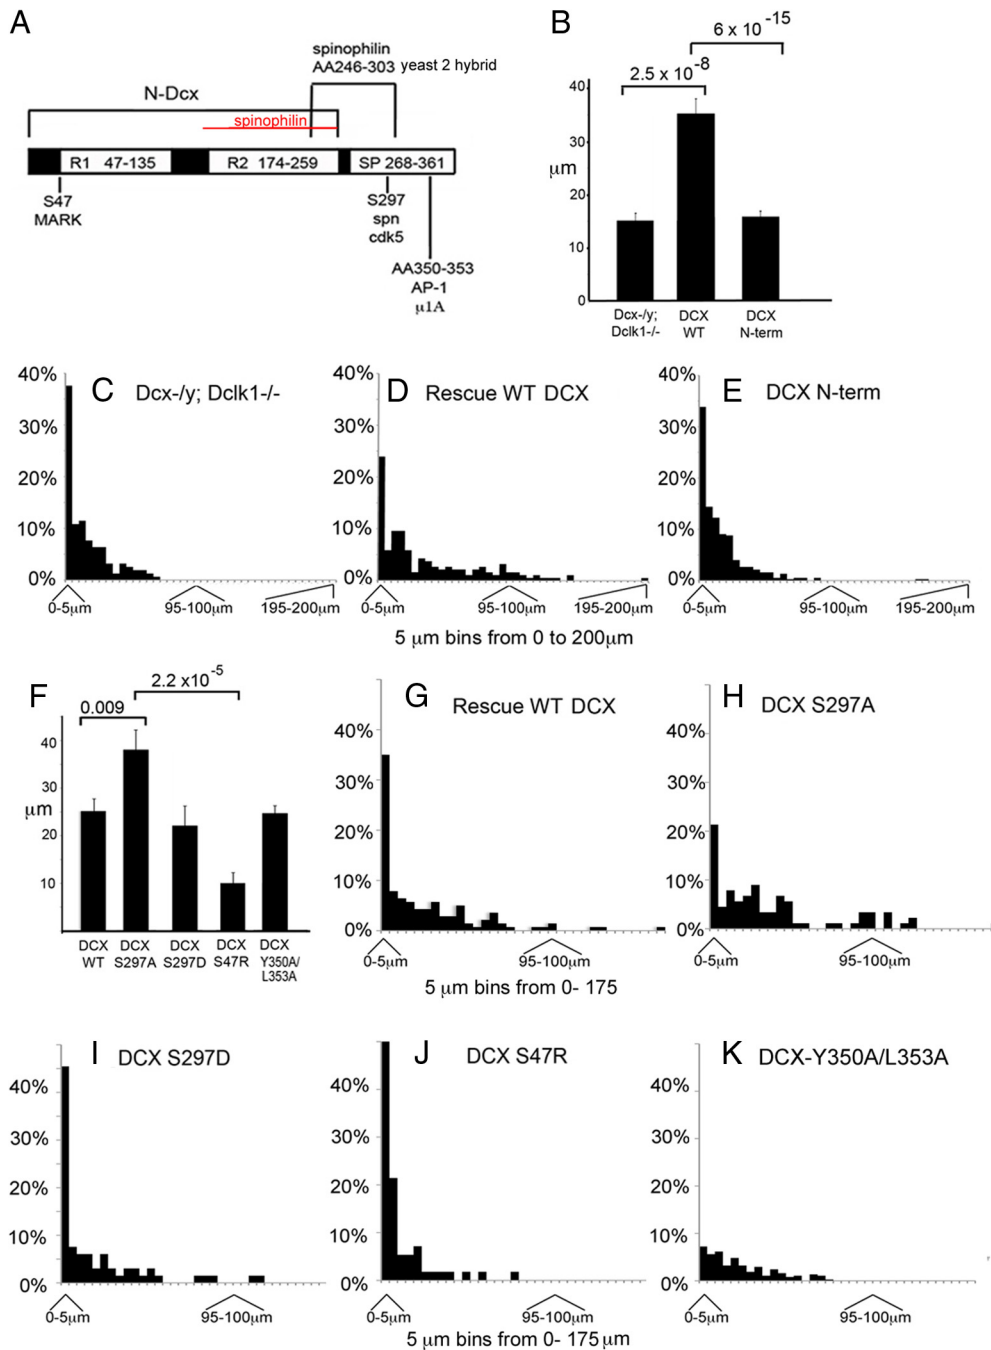 A
spinophilin
AA246-303 yeast 2 hybrid
N-Dcx
spinophilin
R1 47-135
R2 174-259
SP 268-361
S47
MARK
S297
spn
cdk5
AA350-353
AP-1
μ1A
B
6 x 10 -15
2.5 x 10 -8
40
30
μm
20
10
0
Dcx-/y;
Dclk1-/-
DCX
WT
DCX
N-term
C
Dcx-/y; Dclk1-/-
40%
30%
20%
10%
0%
0-5μm
95-100μm
195-200μm
D
Rescue WT DCX
40%
30%
20%
10%
0%
0-5μm
95-100μm
195-200μm
E
DCX N-term
40%
30%
20%
10%
0%
0-5μm
95-100μm
195-200μm
5 μm bins from 0 to 200μm
F
2.2 x10 -5
0.009
40
30
μm
20
10
DCX
WT
DCX
S297A
DCX
S297D
DCX
S47R
DCX
Y350A/
L353A
G
Rescue WT DCX
40%
30%
20%
10%
0%
0-5μm
95-100μm
H
DCX S297A
40%
30%
20%
10%
0%
0-5μm
95-100μm
5 μm bins from 0- 175
I
DCX S297D
40%
30%
20%
10%
0%
0-5μm
95-100μm
J
DCX S47R
40%
30%
20%
10%
0%
0-5μm
95-100μm
K
DCX-Y350A/L353A
40%
30%
20%
10%
0%
0-5μm
95-100μm
5 μm bins from 0- 175 μm